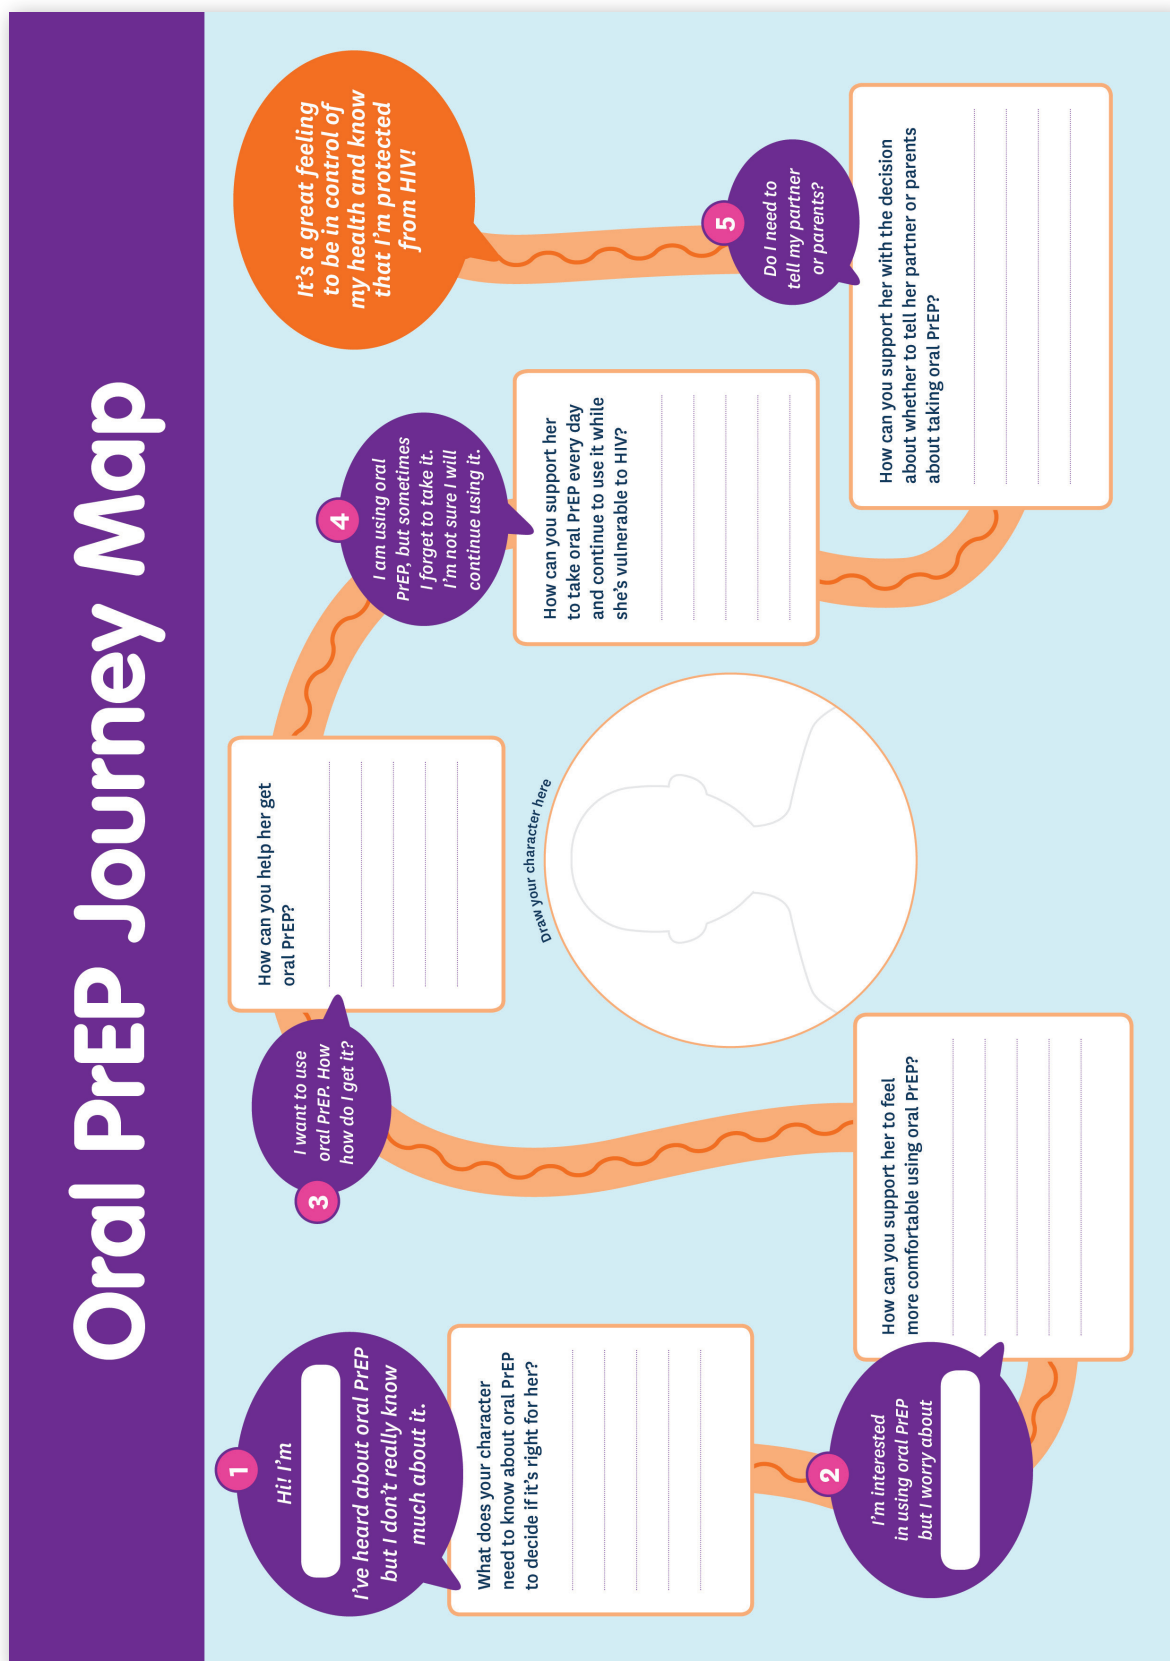 Oral PrEP Journey Map
1
Hi! I'm
I've heard about oral PrEP
but I don't really know
much about it.
What does your character
need to know about oral PrEP
to decide if it's right for her?
2
I'm interested
in using oral PrEP
but I worry about
How can you support her to feel
more comfortable using oral PrEP?
3
I want to use
oral PrEP. How
how do I get it?
How can you help her get
oral PrEP?
Draw your character here
4
I am using oral
PrEP, but sometimes
I forget to take it.
I'm not sure I will
continue using it.
How can you support her
to take oral PrEP every day
and continue to use it while
she's vulnerable to HIV?
5
Do I need to
tell my partner
or parents?
How can you support her with the decision
about whether to tell her partner or parents
about taking oral PrEP?
It's a great feeling
to be in control of
my health and know
that I'm protected
from HIV!